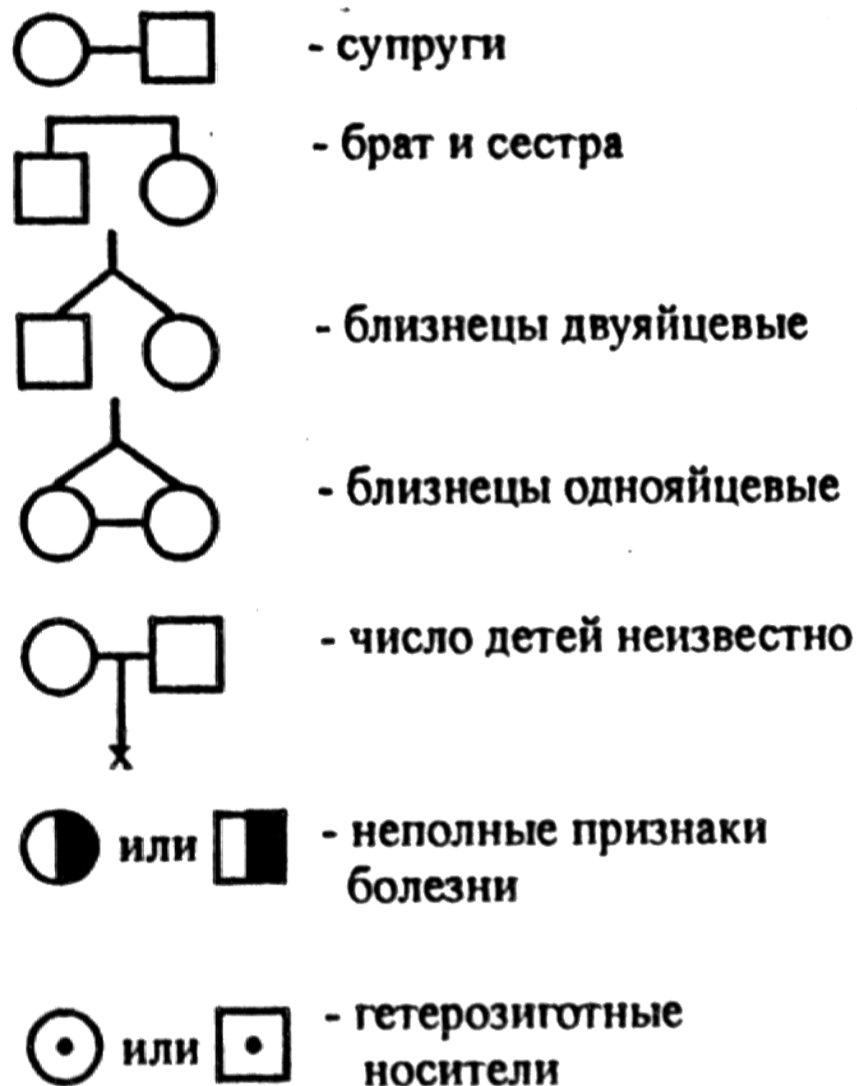 - супруги
- брат и сестра
- близнецы двуяйцевые
- близнецы однояйцевые
- число детей неизвестно
x
или - неполные признаки
болезни
или - гетерозиготные
носители